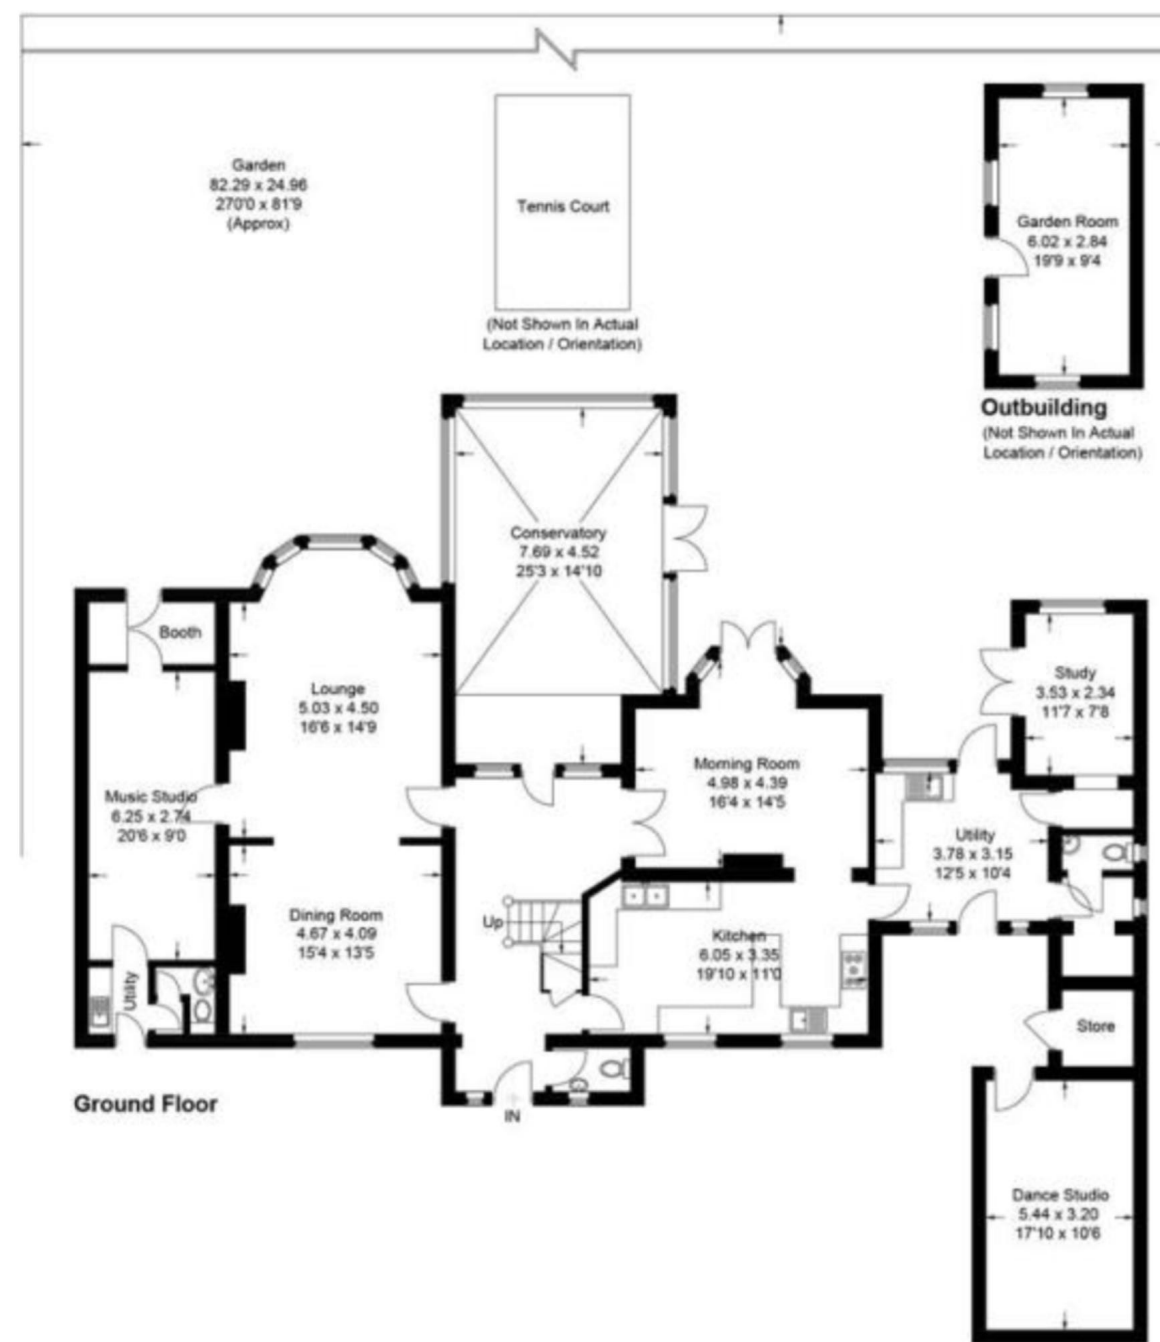 Garden
82.29 x 24.96
270'0 x 81'9
(Approx)
Tennis Court
(Not Shown In Actual
Location / Orientation)
Garden Room
6.02 x 2.84
19'9 x 9'4
Outbuilding
(Not Shown In Actual
Location / Orientation)
Conservatory
7.69 x 4.52
25'3 x 14'10
Booth
Lounge
5.03 x 4.50
16'6 x 14'9
Study
3.53 x 2.34
11'7 x 7'8
Morning Room
4.98 x 4.39
16'4 x 14'5
Music Studio
6.25 x 2.74
20'6 x 9'0
Utility
3.78 x 3.15
12'5 x 10'4
Dining Room
4.67 x 4.09
15'4 x 13'5
Up
Kitchen
6.05 x 3.35
19'10 x 11'0
Utility
Store
Ground Floor
IN
Dance Studio
5.44 x 3.20
17'10 x 10'6